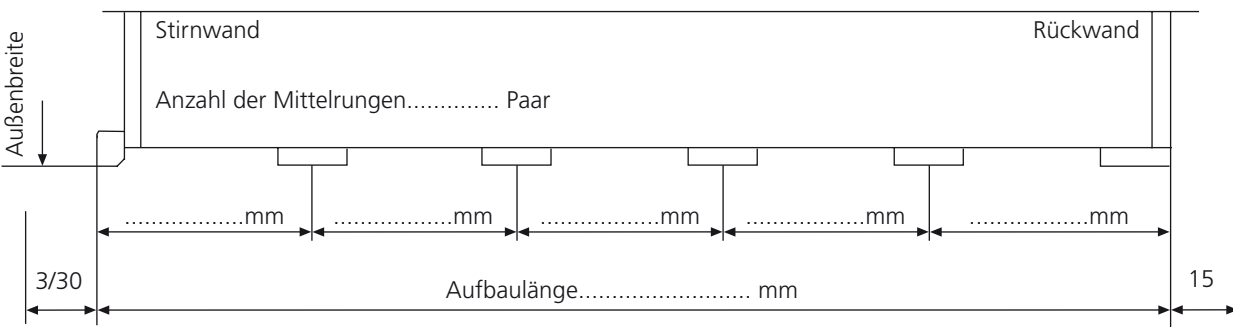 Stirnwand Rückwand
Außenbreite
Anzahl der Mittelrungen.............. Paar
..................mm ..................mm ..................mm ..................mm ..................mm
3/30 Aufbaulänge.......................... mm 15